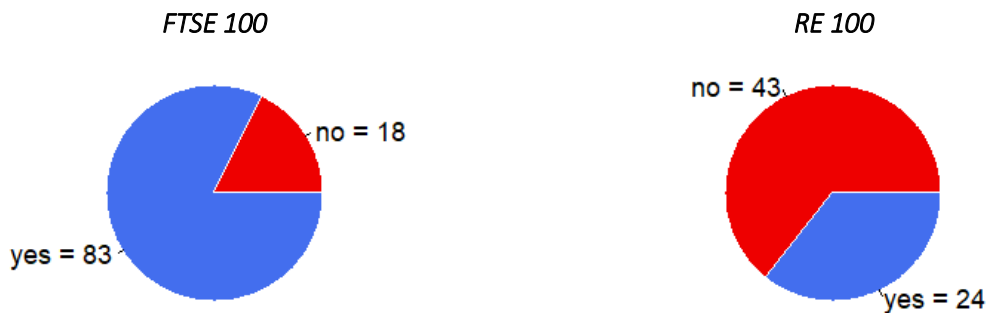 FTSE 100
no = 18
yes = 83
RE 100
no = 43
yes = 24